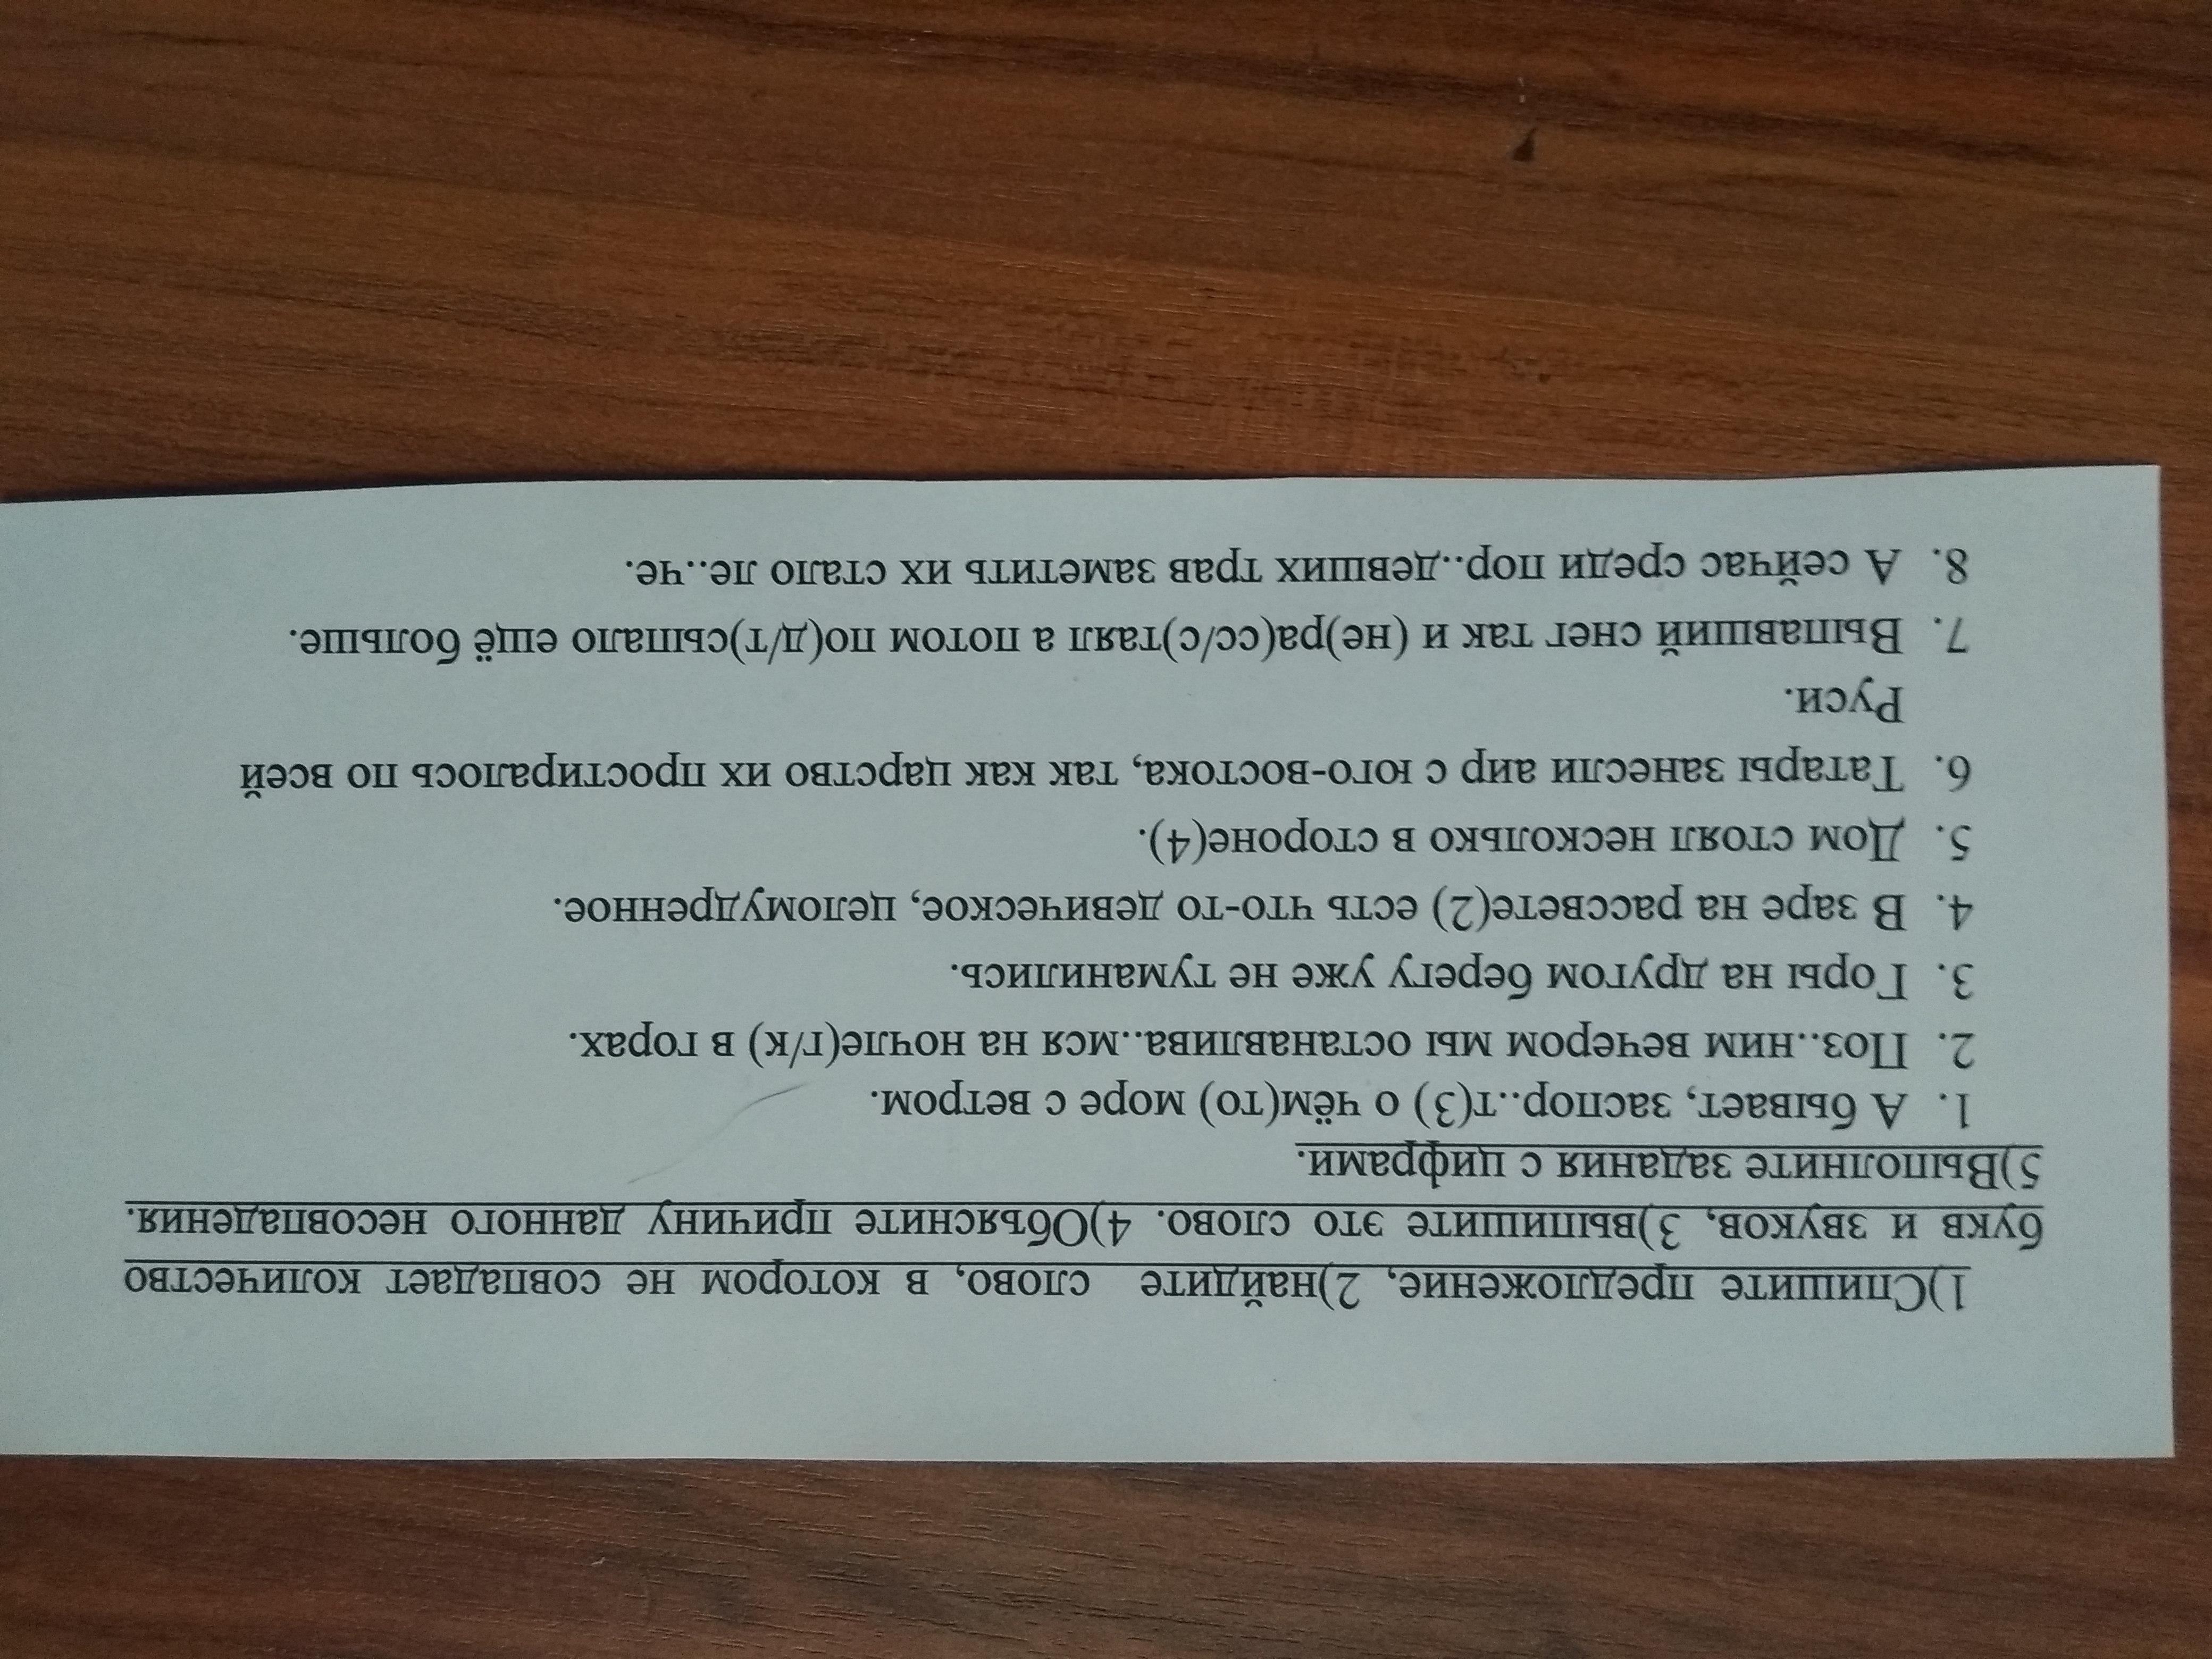 1)Спишите предложение, 2)найдите слово, в котором не совпадает количество
букв и звуков, 3)выпишите это слово. 4)Объясните причину данного несовпадения.
5)Выполните задания с цифрами.
1. А бывает, заспор..т(3) о чём(то) море с ветром.
2. Поз..ним вечером мы останавлива..мся на ночле(г/к) в горах.
3. Горы на другом берегу уже не туманились.
4. В заре на рассвете(2) есть что-то девическое, целомудренное.
5. Дом стоял несколько в стороне(4).
6. Татары занесли аир с юго-востока, так как царство их простиралось по всей
Руси.
7. Выпавший снег так и (не)ра(сс/с)таял а потом по(д/т)сыпало ещё больше.
8. А сейчас среди пор..девших трав заметить их стало ле..че.